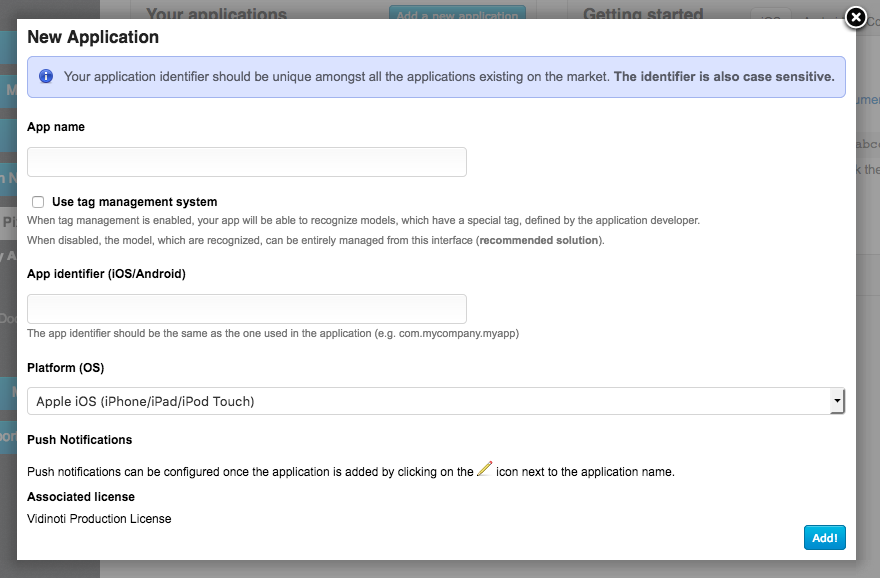 Your applications
Add a new application
Getting started
New Application
Your application identifier should be unique amongst all the applications existing on the market. The identifier is also case sensitive.
App name
Use tag management system
When tag management is enabled, your app will be able to recognize models, which have a special tag, defined by the application developer.
When disabled, the model, which are recognized, can be entirely managed from this interface (recommended solution).
App identifier (iOS/Android)
The app identifier should be the same as the one used in the application (e.g. com.mycompany.myapp)
Platform (OS)
Apple iOS (iPhone/iPad/iPod Touch)
Push Notifications
Push notifications can be configured once the application is added by clicking on the icon next to the application name.
Associated license
Vidinoti Production License
Add!